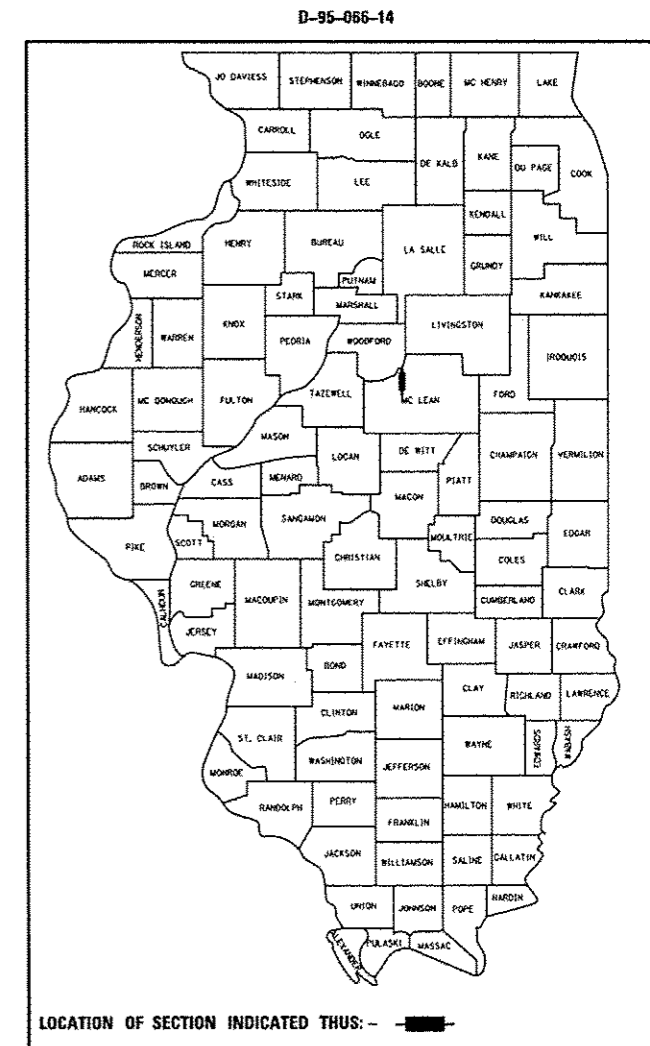 D-95-066-14
JO DAVIESS STEPHENSON WINNEBAGO BOONE MC HENRY LAKE
CARROLL OGLE DE KALB KANE DU PAGE COOK
WHITESIDE LEE
KENDALL WILL
ROCK ISLAND HENRY BUREAU LA SALLE
MERCER PUTNAM GRUNDY
STARK MARSHALL KANKAKEE
HENDERSON WARREN KNOX PEORIA WOODFORD LIVINGSTON
IROQUOIS
HANCOCK MC DONOUGH FULTON TAZEWELL MC LEAN FORD
SCHUYLER MASON
ADAMS BROWN CASS MENARD LOGAN DE WITT PIATT CHAMPAIGN VERMILION
MACON
PIKE SCOTT MORGAN SANGAMON MOULTRIE DOUGLAS EDGAR
CHRISTIAN COLES
GREENE SHELBY
CALHOUN MACOUPIN MONTGOMERY CUMBERLAND CLARK
JERSEY
BOND FAYETTE EFFINGHAM JASPER CRAWFORD
MADISON
CLAY RICHLAND LAWRENCE
CLINTON MARION
ST. CLAIR WAYNE EDWARDS WABASH
WASHINGTON JEFFERSON
MONROE
RANDOLPH PERRY HAMILTON WHITE
FRANKLIN
JACKSON WILLIAMSON SALINE GALLATIN
UNION JOHNSON POPE HARDIN
ALEXANDER PULASKI MASSAC
LOCATION OF SECTION INDICATED THUS: -